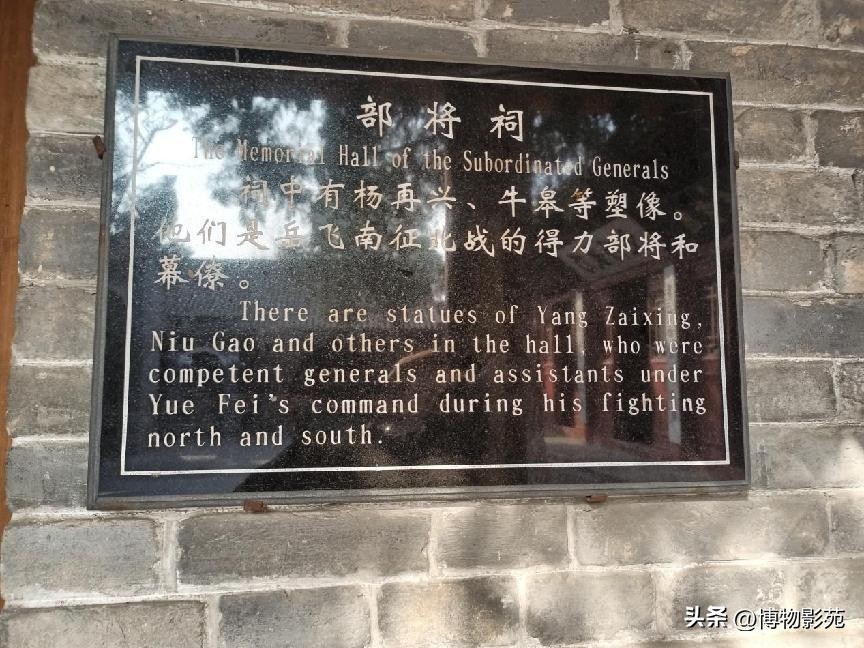 部将祠
The Memorial Hall of the Subordinated Generals
祠中有杨再兴、牛皋等塑像。
他们是岳飞南征北战的得力部将和
幕僚。
There are statues of Yang Zaixing,
Niu Gao and others in the hall, who were
competent generals and assistants under
Yue Fei's command during his fighting
north and south.
头条 @博物影苑